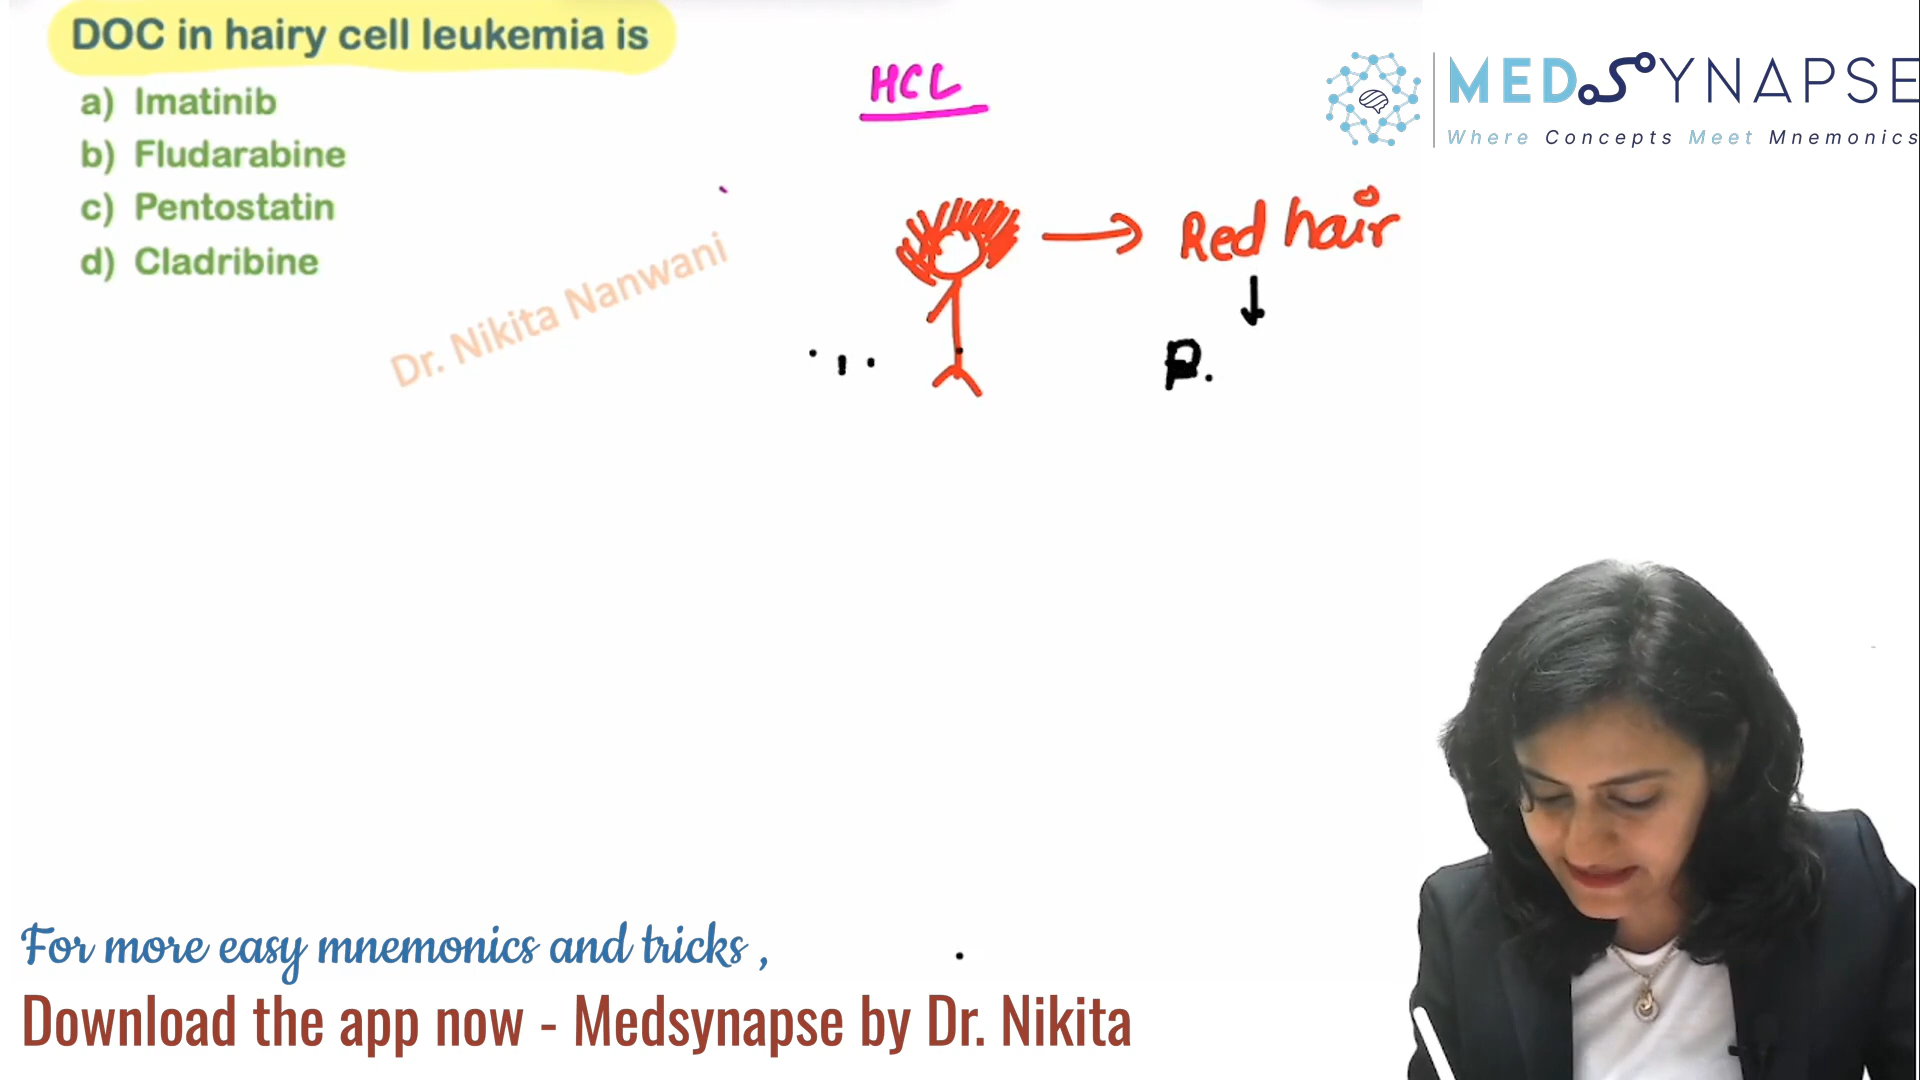 DOC in hairy cell leukemia is
a) Imatinib
b) Fludarabine
c) Pentostatin
d) Cladribine
HCL
Red hair
Dr. Nikita Nanwani
MEDSYNAPSE
Where Concepts Meet Mnemonics
For more easy mnemonics and tricks ,
Download the app now - Medsynapse by Dr. Nikita